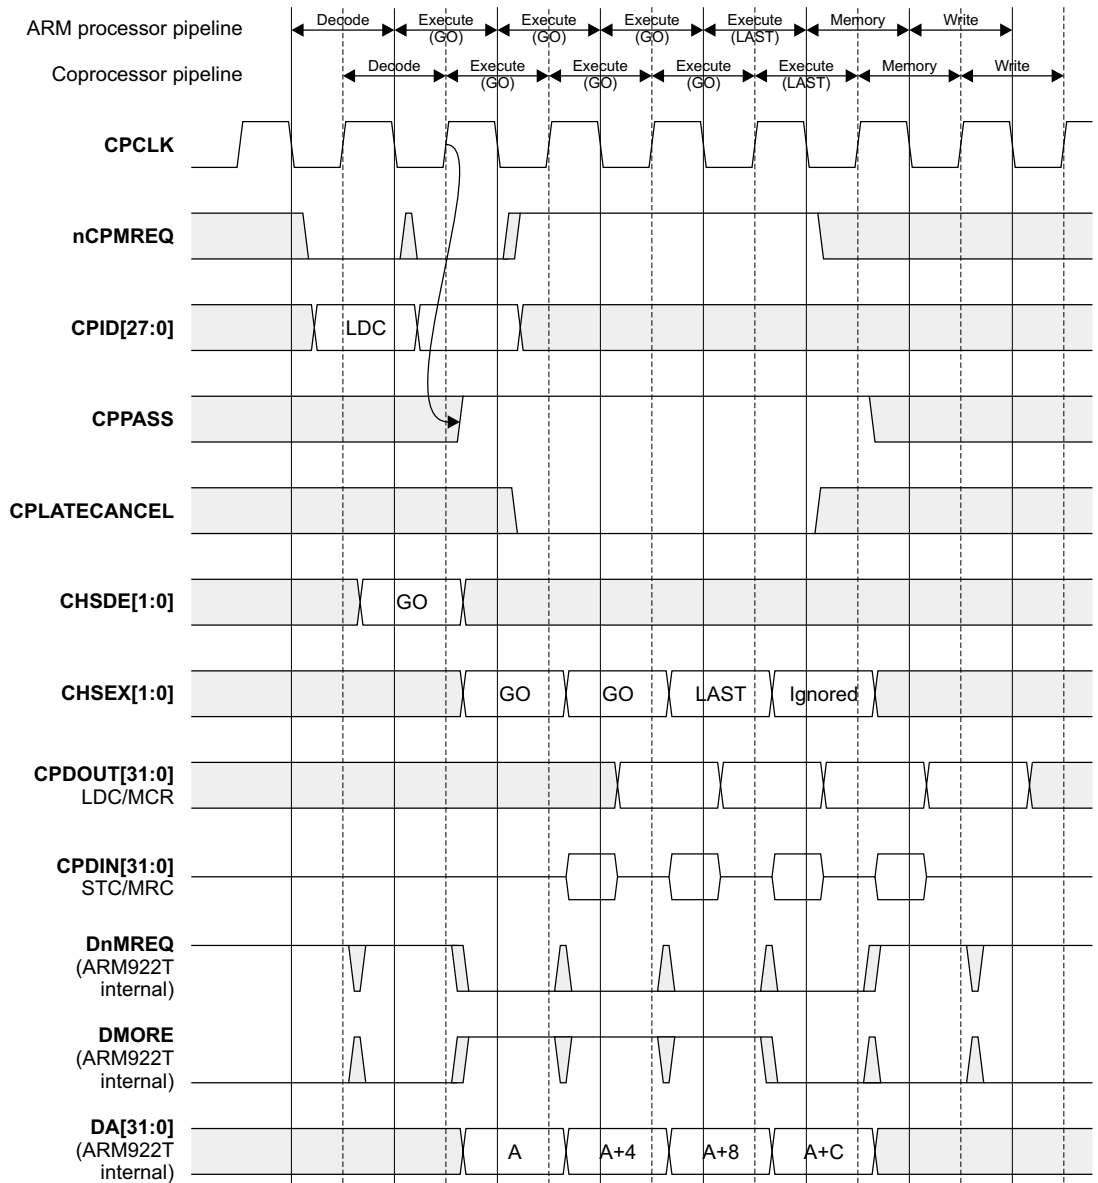 ARM processor pipeline
Decode Execute (GO) Execute (GO) Execute (GO) Execute (LAST) Memory Write
Coprocessor pipeline
Decode Execute (GO) Execute (GO) Execute (GO) Execute (LAST) Memory Write
CPCLK
nCPMREQ
CPID[27:0]
LDC
CPPASS
CPLATECANCEL
CHSDE[1:0]
GO
CHSEX[1:0]
GO GO LAST Ignored
CPDOUT[31:0]
LDC/MCR
CPDIN[31:0]
STC/MRC
DnMREQ
(ARM922T
internal)
DMORE
(ARM922T
internal)
DA[31:0]
(ARM922T
internal)
A A+4 A+8 A+C